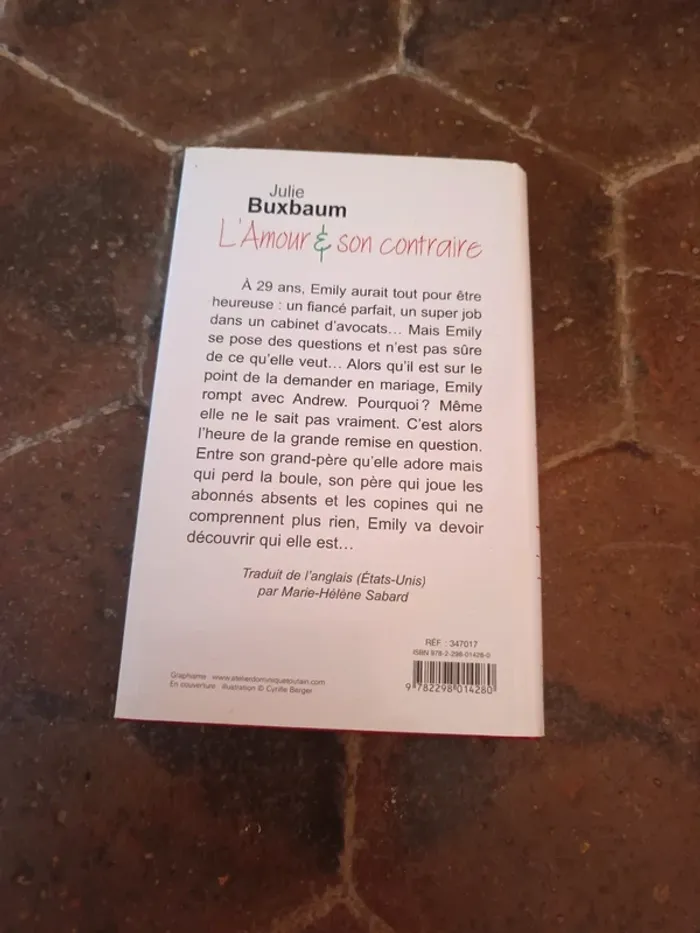 Julie
Buxbaum
L'Amour & son contraire
À 29 ans, Emily aurait tout pour être
heureuse : un fiancé parfait, un super job
dans un cabinet d'avocats... Mais Emily
se pose des questions et n'est pas sûre
de ce qu'elle veut... Alors qu'il est sur le
point de la demander en mariage, Emily
rompt avec Andrew. Pourquoi ? Même
elle ne le sait pas vraiment. C'est alors
l'heure de la grande remise en question.
Entre son grand-père qu'elle adore mais
qui perd la boule, son père qui joue les
abonnés absents et les copines qui ne
comprennent plus rien, Emily va devoir
découvrir qui elle est...
Traduit de l'anglais (États-Unis)
par Marie-Hélène Sabard
RÉF : 347017
ISBN 978-2-298-01428-0
Graphisme : www.atelierdominiquetoutain.com
En couverture : illustration © Cyrille Berger
9 782298 014280